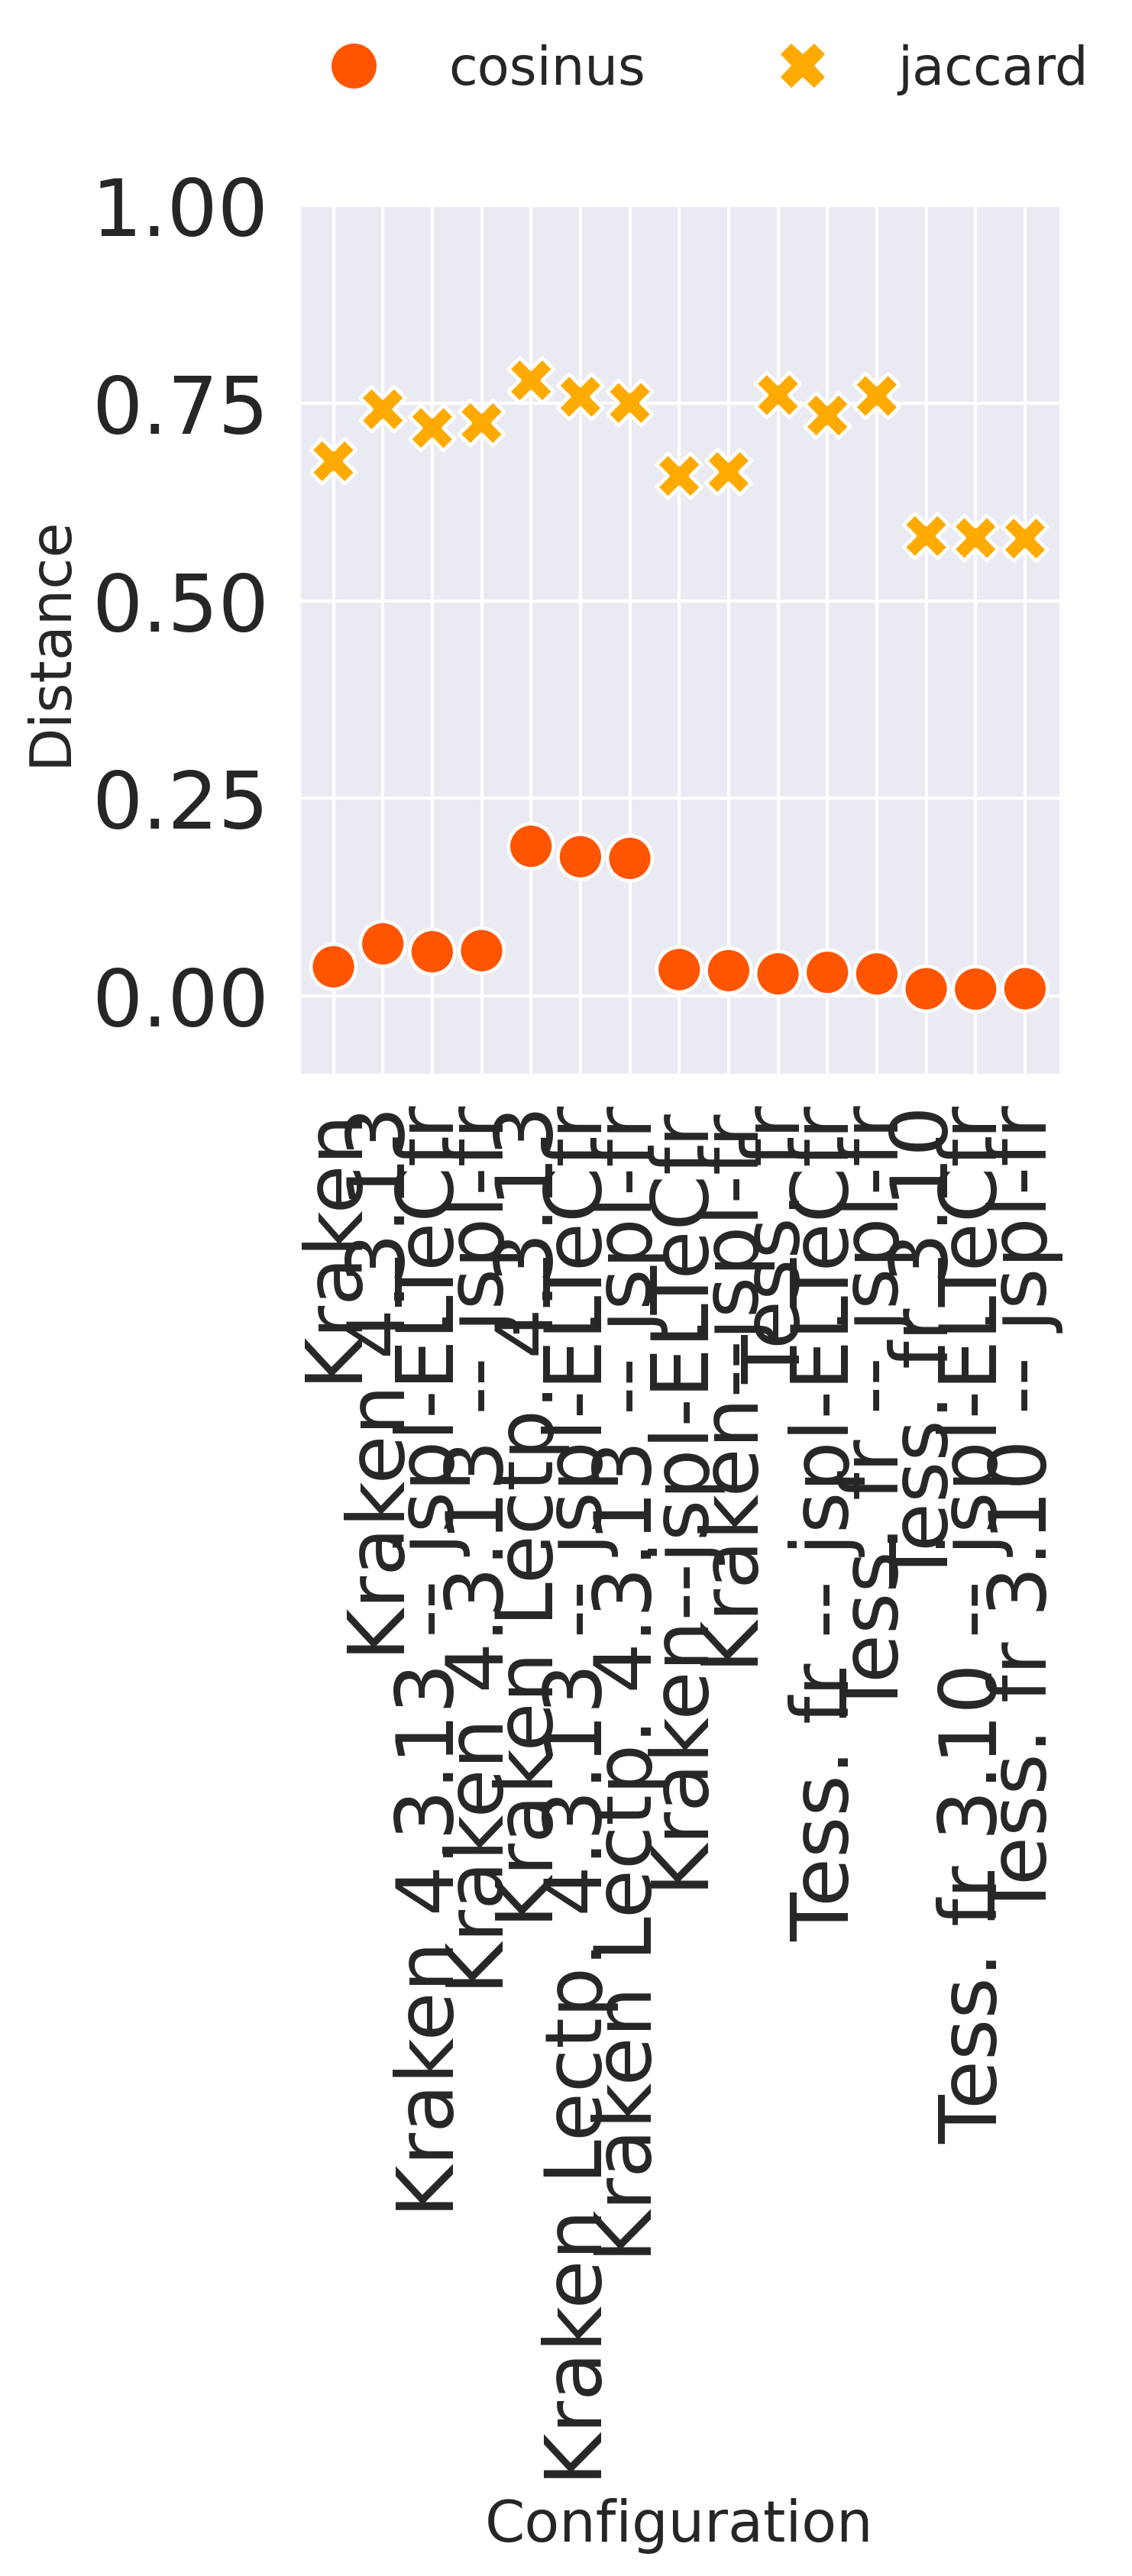 cosinus
jaccard
1.00
0.75
0.50
0.25
0.00
Distance
Kraken
Kraken 4.3.13
Kraken 4.3.13 -- jspl-ELTeC fr
Kraken 4.3.13 -- jspl-fr
Kraken Lectp. 4.3.13
Kraken Lectp. 4.3.13 -- jspl-ELTeC fr
Kraken Lectp. 4.3.13 -- jspl-fr
Kraken--jspl-ELTeC fr
Kraken--jspl-fr
Tess. fr
Tess. fr -- jspl-ELTeC fr
Tess. fr -- jspl-fr
Tess. fr 3.10
Tess. fr 3.10 -- jspl-ELTeC fr
Tess. fr 3.10 -- jspl-fr
Configuration